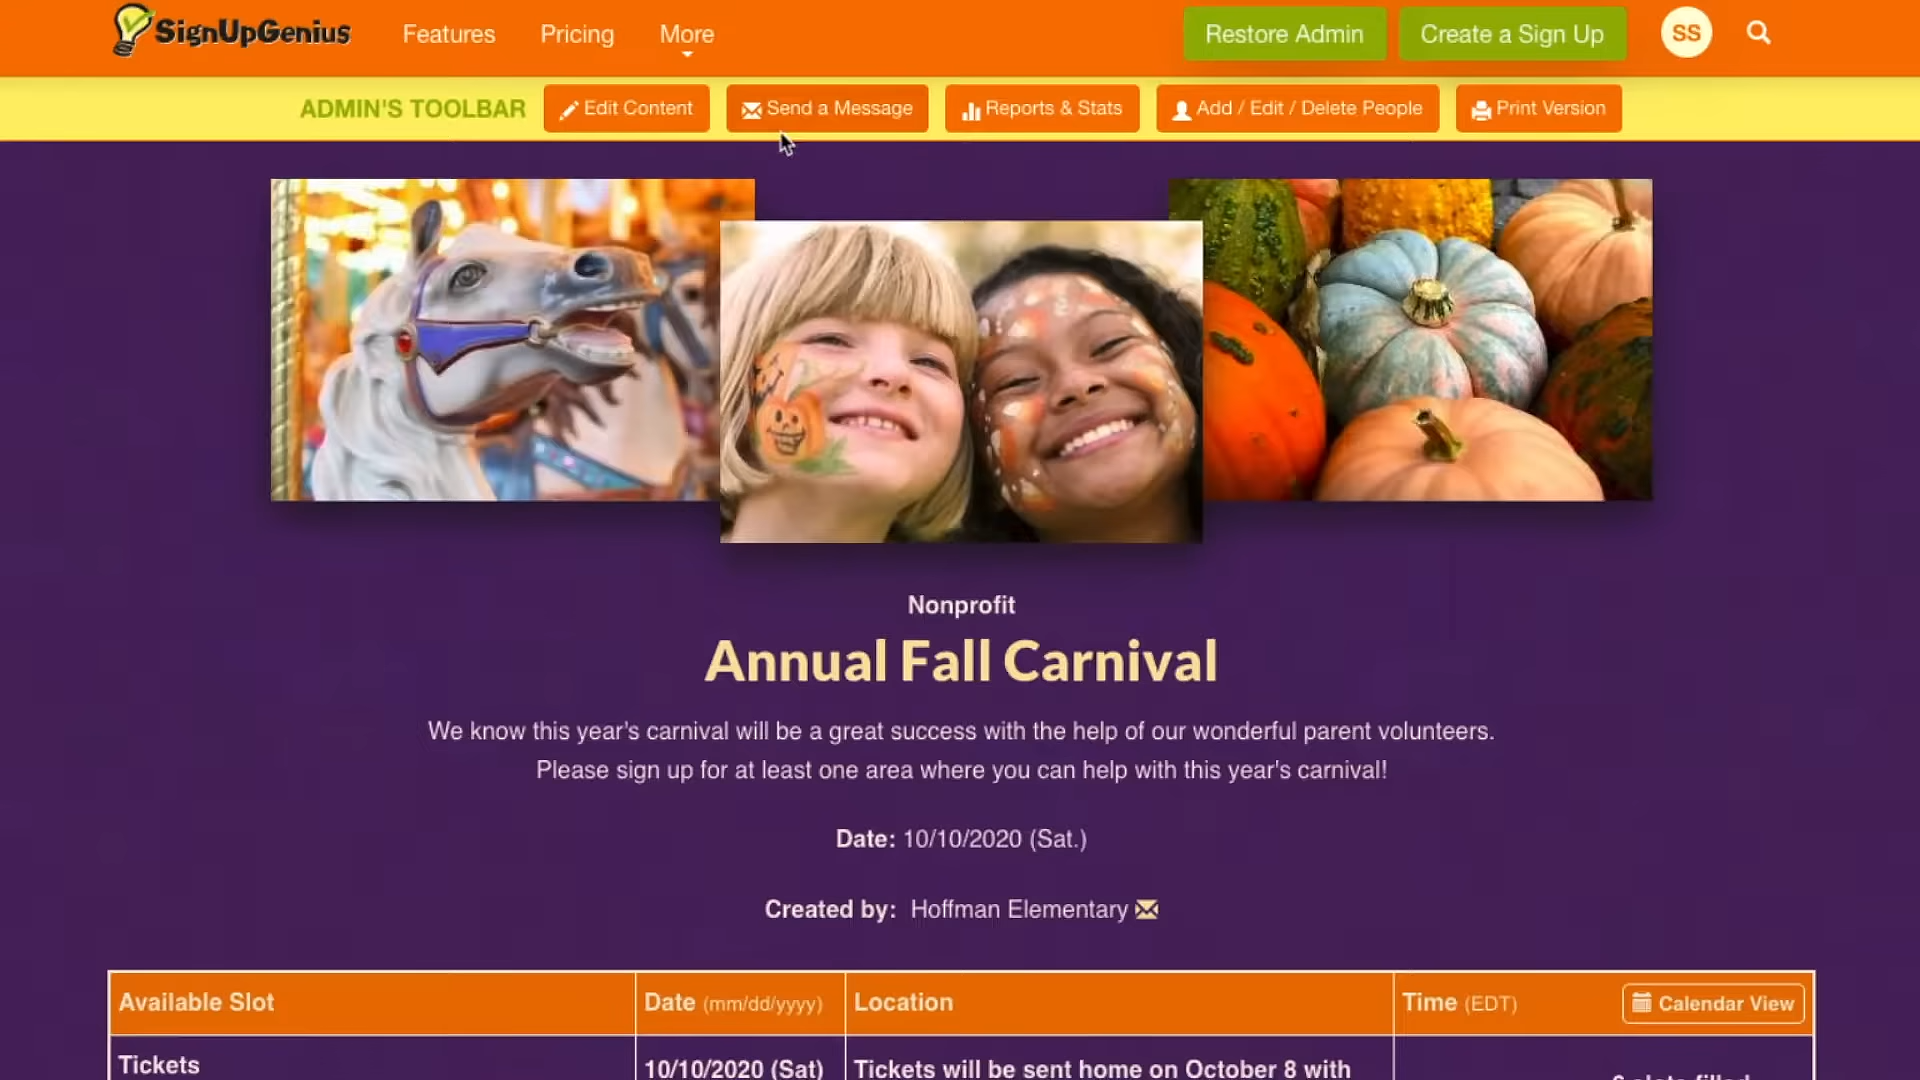 SignUpGenius Features Pricing More Restore Admin Create a Sign Up SS
ADMIN'S TOOLBAR Edit Content Send a Message Reports & Stats Add / Edit / Delete People Print Version
Nonprofit
Annual Fall Carnival
We know this year's carnival will be a great success with the help of our wonderful parent volunteers.
Please sign up for at least one area where you can help with this year's carnival!
Date: 10/10/2020 (Sat.)
Created by: Hoffman Elementary
Available Slot Date (mm/dd/yyyy) Location Time (EDT) Calendar View
Tickets 10/10/2020 (Sat) Tickets will be sent home on October 8 with